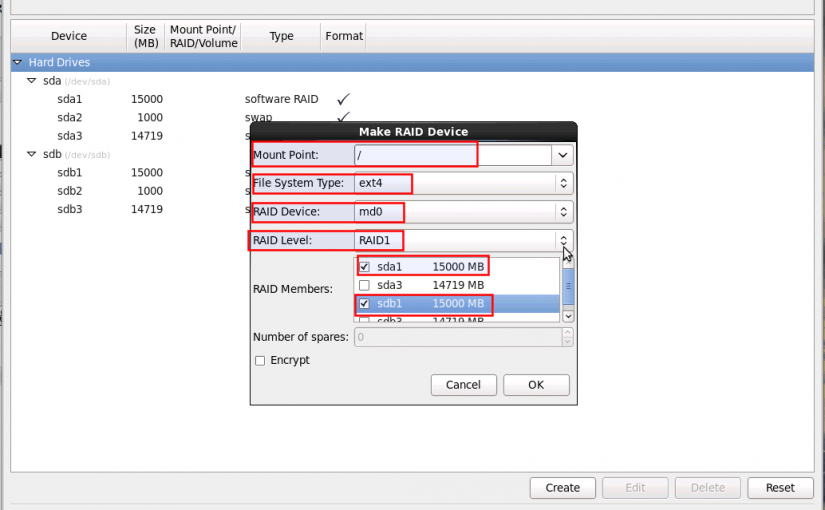 Device Size (MB) Mount Point/ RAID/Volume Type Format
Hard Drives
sda (/dev/sda)
sda1 15000 software RAID
sda2 1000 swap
sda3 14719 s
sdb (/dev/sdb)
sdb1 15000 s
sdb2 1000 s
sdb3 14719 s
Make RAID Device
Mount Point: /
File System Type: ext4
RAID Device: md0
RAID Level: RAID1
RAID Members:
sda1 15000 MB
sda3 14719 MB
sdb1 15000 MB
sdb3 14719 MB
Number of spares: 0
Encrypt
Cancel OK
Create Edit Delete Reset